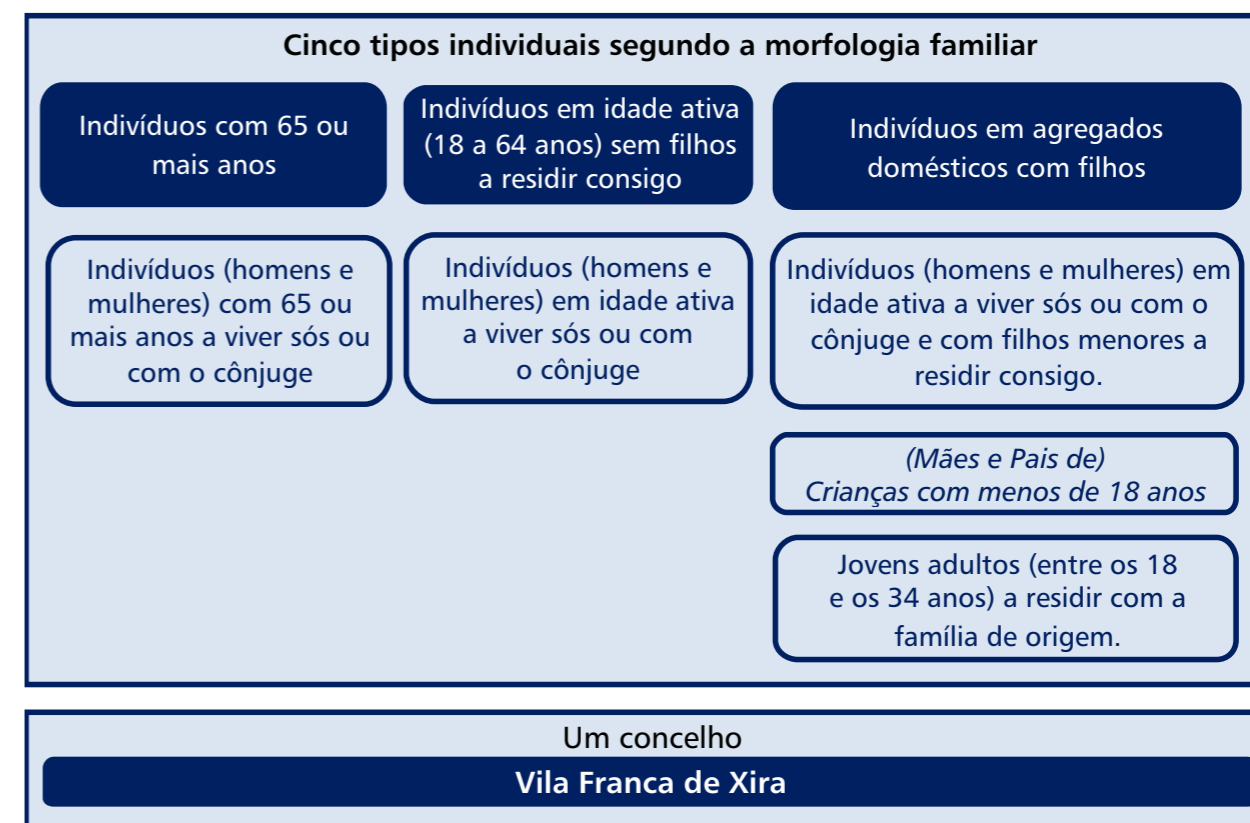 Cinco tipos individuais segundo a morfologia familiar
Indivíduos com 65 ou
mais anos
Indivíduos em idade ativa
(18 a 64 anos) sem filhos
a residir consigo
Indivíduos em agregados
domésticos com filhos
Indivíduos (homens e
mulheres) com 65 ou
mais anos a viver sós ou
com o cônjuge
Indivíduos (homens e
mulheres) em idade ativa
a viver sós ou com
o cônjuge
Indivíduos (homens e mulheres) em
idade ativa a viver sós ou com o
cônjuge e com filhos menores a
residir consigo.
(Mães e Pais de)
Crianças com menos de 18 anos
Jovens adultos (entre os 18
e os 34 anos) a residir com a
família de origem.
Um concelho
Vila Franca de Xira